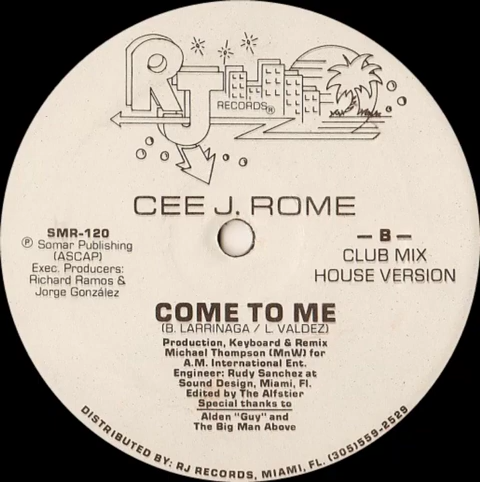 RJ
RECORDS®
CEE J. ROME
SMR-120
℗ Somar Publishing
(ASCAP)
Exec. Producers:
Richard Ramos &
Jorge González
— B —
CLUB MIX
HOUSE VERSION
COME TO ME
(B. LARRINAGA / L. VALDEZ)
Production, Keyboard & Remix
Michael Thompson (MnW) for
A.M. International Ent.
Engineer: Rudy Sanchez at
Sound Design, Miami, Fl.
Edited by The Alfstier
Special thanks to
Alden "Guy" and
The Big Man Above
DISTRIBUTED BY: RJ RECORDS, MIAMI, FL. (305)559-2529